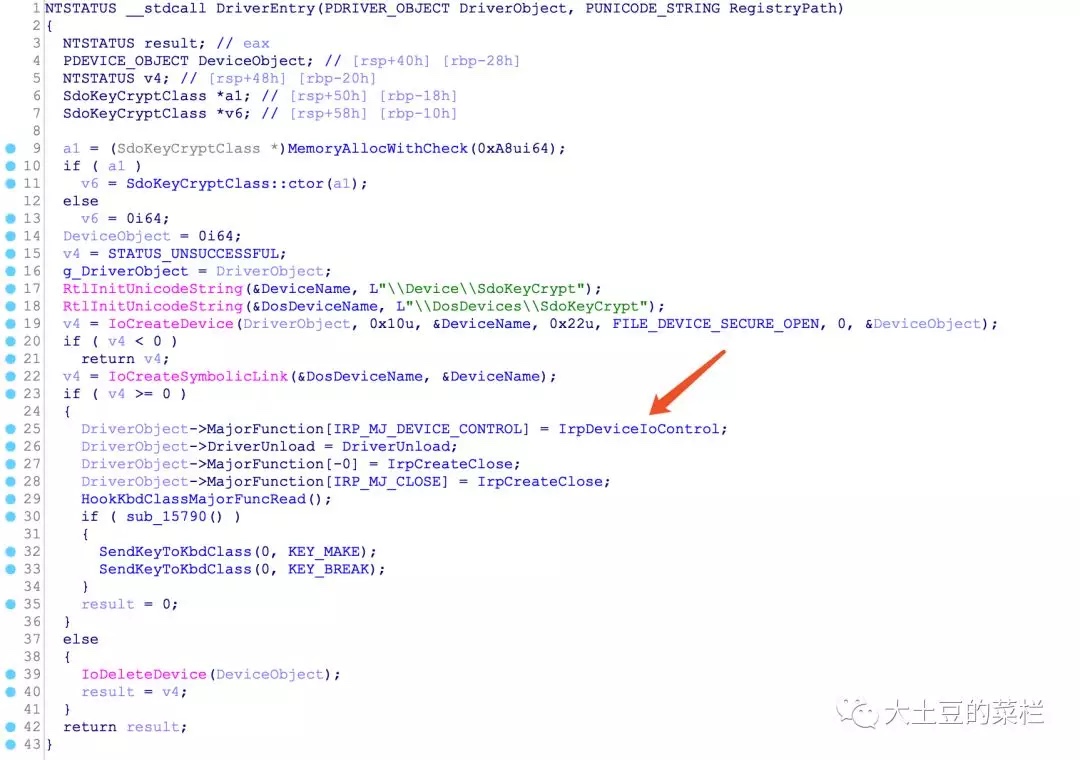 1 NTSTATUS __stdcall DriverEntry(PDRIVER_OBJECT DriverObject, PUNICODE_STRING RegistryPath)
2 {
3   NTSTATUS result; // eax
4   PDEVICE_OBJECT DeviceObject; // [rsp+40h] [rbp-28h]
5   NTSTATUS v4; // [rsp+48h] [rbp-20h]
6   SdoKeyCryptClass *a1; // [rsp+50h] [rbp-18h]
7   SdoKeyCryptClass *v6; // [rsp+58h] [rbp-10h]
8
9   a1 = (SdoKeyCryptClass *)MemoryAllocWithCheck(0xA8ui64);
10   if ( a1 )
11     v6 = SdoKeyCryptClass::ctor(a1);
12   else
13     v6 = 0i64;
14   DeviceObject = 0i64;
15   v4 = STATUS_UNSUCCESSFUL;
16   g_DriverObject = DriverObject;
17   RtlInitUnicodeString(&DeviceName, L"\\Device\\SdoKeyCrypt");
18   RtlInitUnicodeString(&DosDeviceName, L"\\DosDevices\\SdoKeyCrypt");
19   v4 = IoCreateDevice(DriverObject, 0x10u, &DeviceName, 0x22u, FILE_DEVICE_SECURE_OPEN, 0, &DeviceObject);
20   if ( v4 < 0 )
21     return v4;
22   v4 = IoCreateSymbolicLink(&DosDeviceName, &DeviceName);
23   if ( v4 >= 0 )
24   {
25     DriverObject->MajorFunction[IRP_MJ_DEVICE_CONTROL] = IrpDeviceIoControl;
26     DriverObject->DriverUnload = DriverUnload;
27     DriverObject->MajorFunction[-0] = IrpCreateClose;
28     DriverObject->MajorFunction[IRP_MJ_CLOSE] = IrpCreateClose;
29     HookKbdClassMajorFuncRead();
30     if ( sub_15790() )
31     {
32       SendKeyToKbdClass(0, KEY_MAKE);
33       SendKeyToKbdClass(0, KEY_BREAK);
34     }
35     result = 0;
36   }
37   else
38   {
39     IoDeleteDevice(DeviceObject);
40     result = v4;
41   }
42   return result;
43 }
大土豆的菜栏